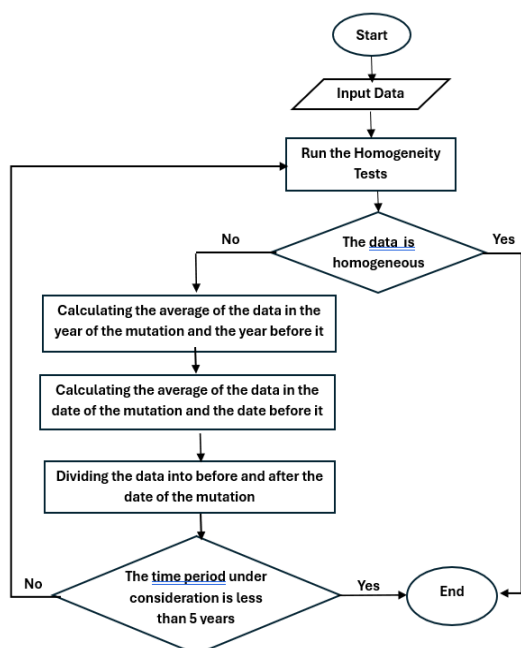 Start
Input Data
Run the Homogeneity
Tests
No
The data is
homogeneous
Yes
Calculating the average of the data in the
year of the mutation and the year before it
Calculating the average of the data in the
date of the mutation and the date before it
Dividing the data into before and after the
date of the mutation
No
The time period under
consideration is less
than 5 years
Yes
End